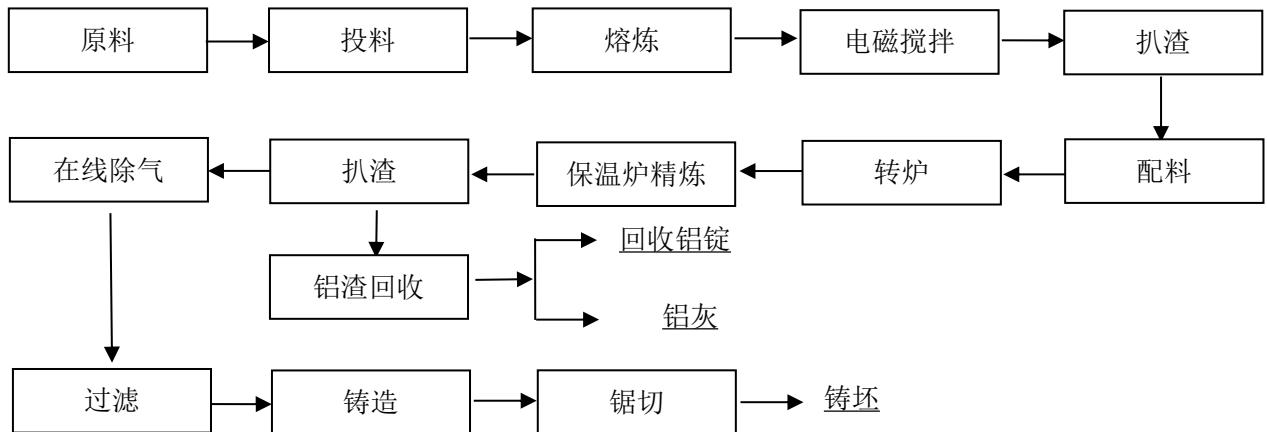 原料
投料
熔炼
电磁搅拌
扒渣
在线除气
扒渣
保温炉精炼
转炉
配料
回收铝锭
铝渣回收
铝灰
过滤
铸造
锯切
铸坯